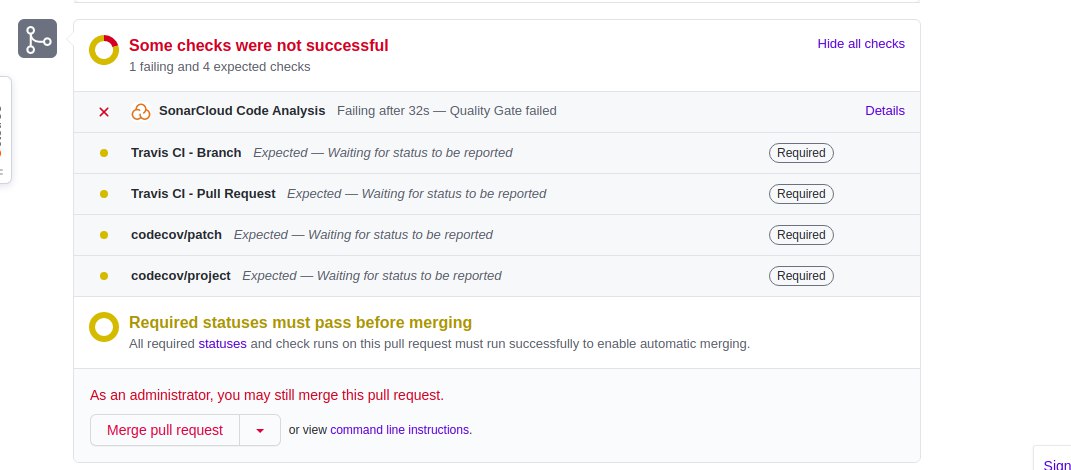 Some checks were not successful
Hide all checks
1 failing and 4 expected checks
SonarCloud Code Analysis Failing after 32s — Quality Gate failed Details
Travis CI - Branch Expected — Waiting for status to be reported Required
Travis CI - Pull Request Expected — Waiting for status to be reported Required
codecov/patch Expected — Waiting for status to be reported Required
codecov/project Expected — Waiting for status to be reported Required
Required statuses must pass before merging
All required statuses and check runs on this pull request must run successfully to enable automatic merging.
As an administrator, you may still merge this pull request.
Merge pull request or view command line instructions.
Sign